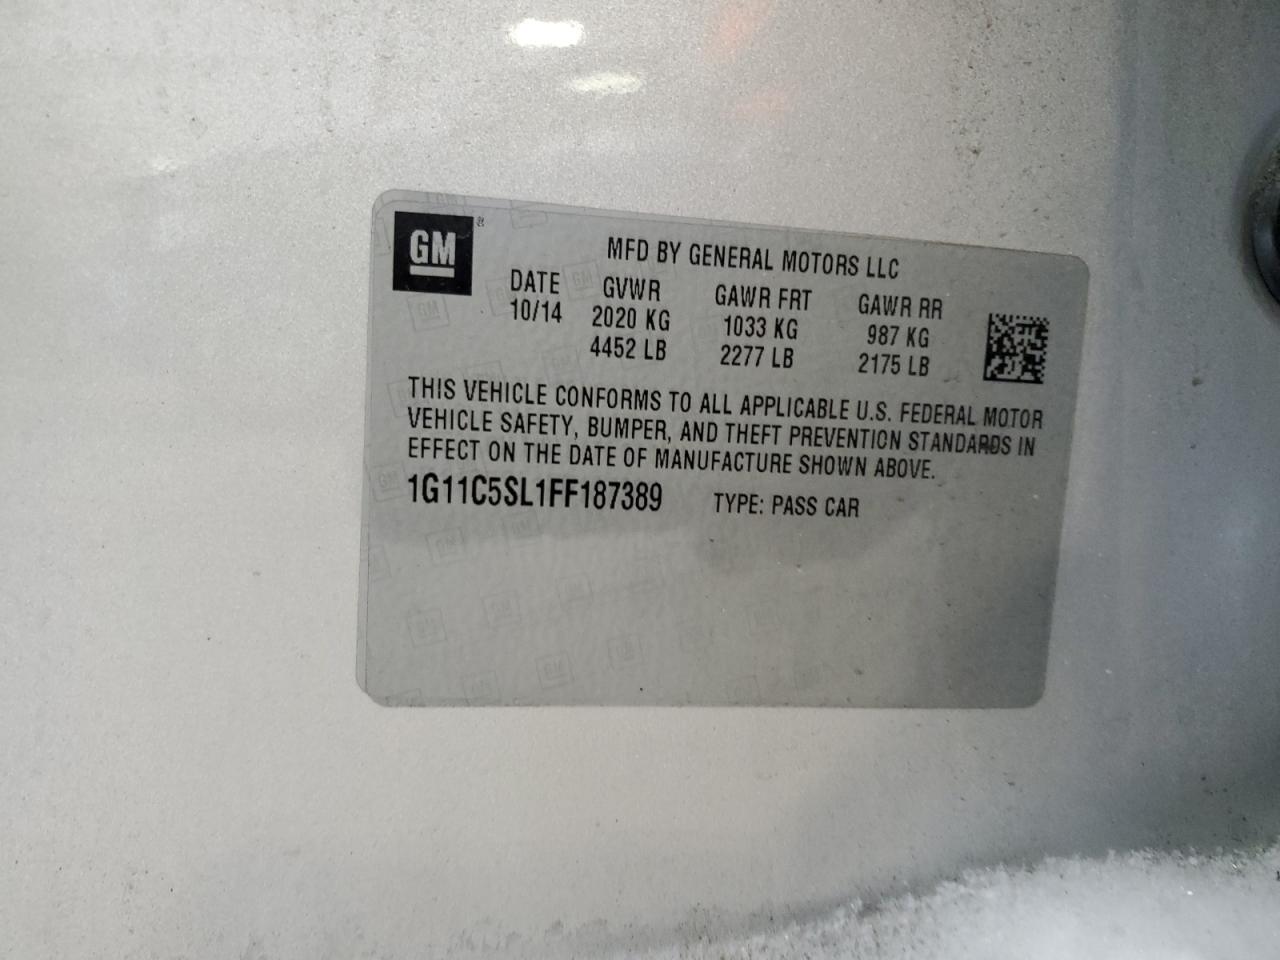 GM
MFD BY GENERAL MOTORS LLC
DATE GVWR GAWR FRT GAWR RR
10/14 2020 KG 1033 KG 987 KG
4452 LB 2277 LB 2175 LB
THIS VEHICLE CONFORMS TO ALL APPLICABLE U.S. FEDERAL MOTOR
VEHICLE SAFETY, BUMPER, AND THEFT PREVENTION STANDARDS IN
EFFECT ON THE DATE OF MANUFACTURE SHOWN ABOVE.
1G11C5SL1FF187389 TYPE: PASS CAR